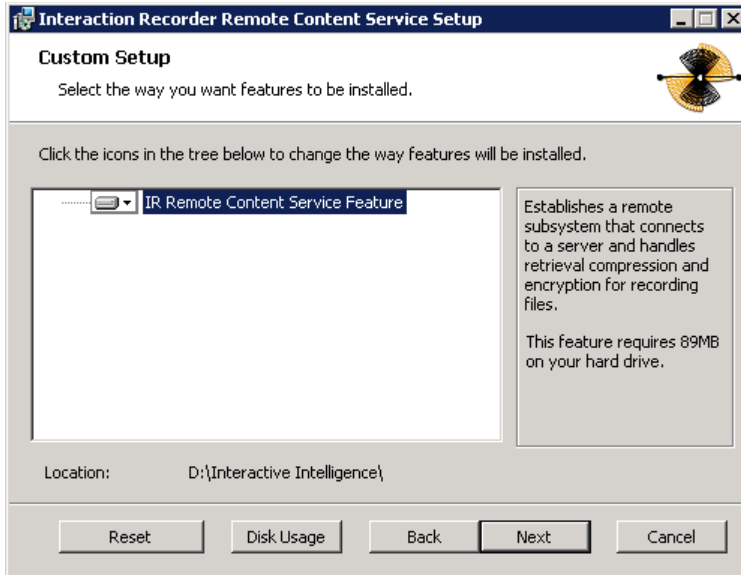 Interaction Recorder Remote Content Service Setup
Custom Setup
Select the way you want features to be installed.
Click the icons in the tree below to change the way features will be installed.
IR Remote Content Service Feature
Establishes a remote
subsystem that connects
to a server and handles
retrieval compression and
encryption for recording
files.
This feature requires 89MB
on your hard drive.
Location: D:\Interactive Intelligence\
Reset Disk Usage Back Next Cancel